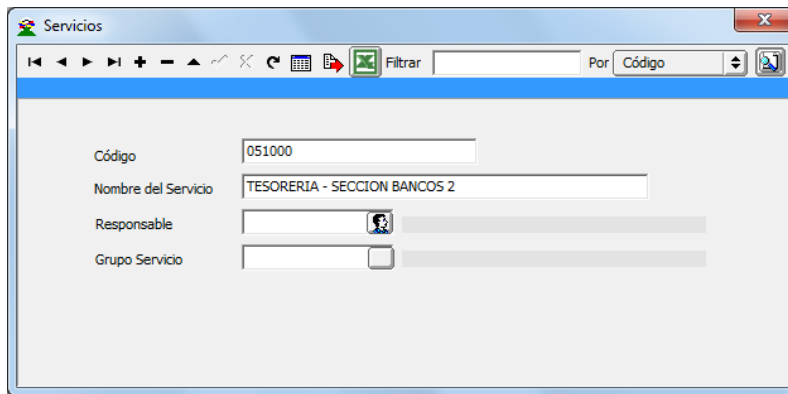 Servicios
Filtrar Por Código
Código 051000
Nombre del Servicio TESORERIA - SECCION BANCOS 2
Responsable
Grupo Servicio